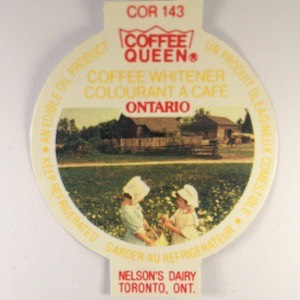 COR 143
COFFEE
QUEEN®
COFFEE WHITENER
COLOURANT A CAFÉ
ONTARIO
★ AN EDIBLE OIL PRODUCT
UN PRODUIT OLÉAGINEUX COMESTIBLE ★
KEEP REFRIGERATED
GARDER AU REFRIGERATEUR ★
NELSON'S DAIRY
TORONTO, ONT.